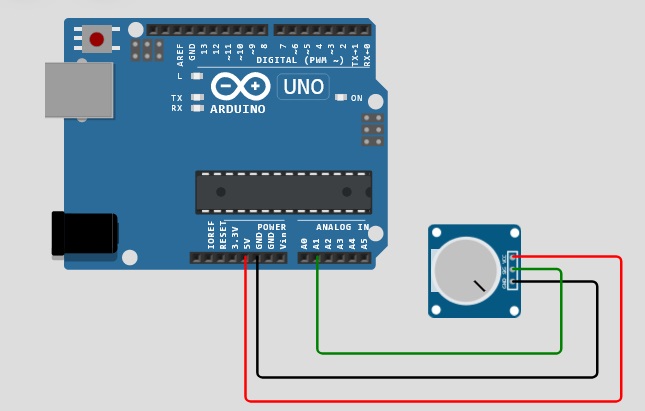 AREF
GND
13
12
~11
~10
~9
8
7
~6
~5
4
~3
2
TX→1
RX←0
DIGITAL (PWM ~)
L
TX
RX
UNO
ARDUINO
ON
POWER
ANALOG IN
IOREF
RESET
3.3V
5V
GND
GND
Vin
A0
A1
A2
A3
A4
A5
VCC
SIG
GND